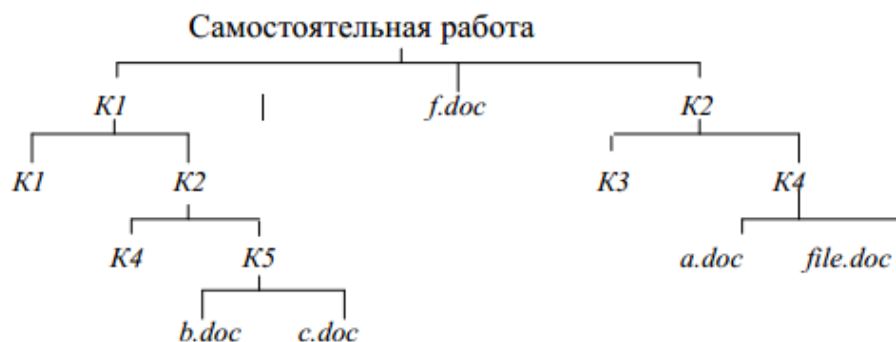 Самостоятельная работа
К1 f.doc К2
К1 К2 К3 К4
К4 К5 a.doc file.doc
b.doc c.doc